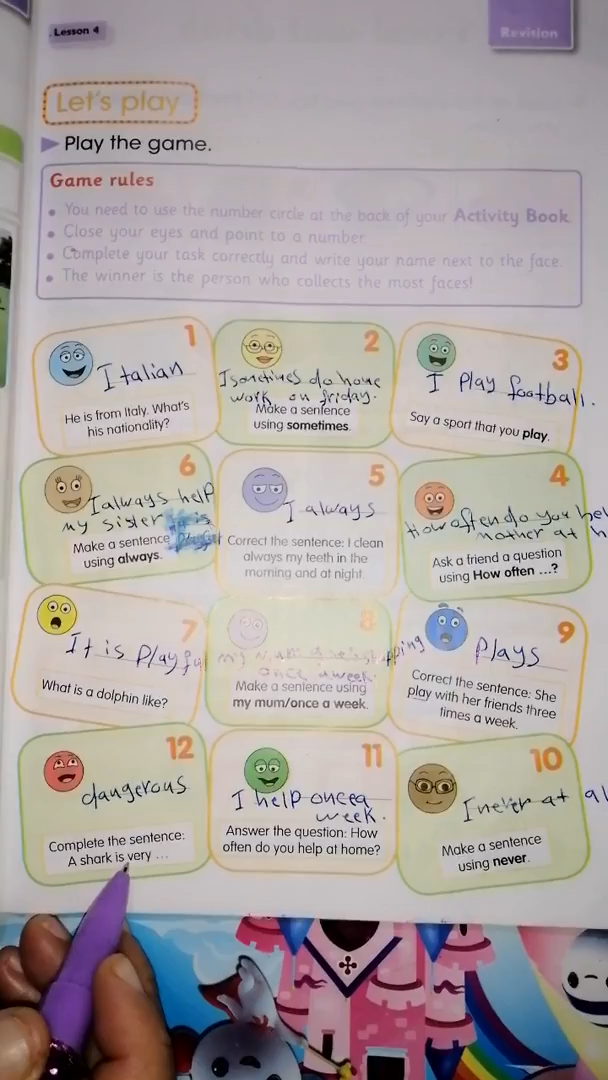 Lesson 4
Revision
Let's play
Play the game.
Game rules
• You need to use the number circle at the back of your Activity Book.
• Close your eyes and point to a number.
• Complete your task correctly and write your name next to the face.
• The winner is the person who collects the most faces!
1
Italian
He is from Italy. What's
his nationality?
2
I somtimes do home
work on friday.
Make a sentence
using sometimes.
3
I play football.
Say a sport that you play.
6
I always help
my sister
Make a sentence
using always.
5
I always
Correct the sentence: I clean
always my teeth in the
morning and at night.
4
How often do you hel
mother at h
Ask a friend a question
using How often ...?
7
It is playfu
What is a dolphin like?
8
my
once a week.
Make a sentence using
my mum/once a week.
9
plays
Correct the sentence: She
play with her friends three
times a week.
12
dangerous
Complete the sentence:
A shark is very ...
11
I help once a
week.
Answer the question: How
often do you help at home?
10
I never at al
Make a sentence
using never.